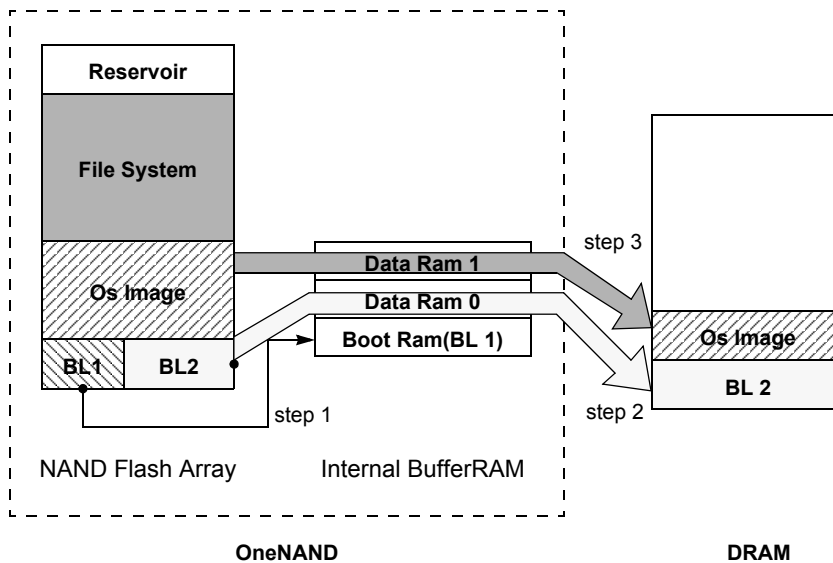 Reservoir
File System
Os Image
BL1
BL2
step 1
NAND Flash Array
Data Ram 1
Data Ram 0
Boot Ram(BL 1)
Internal BufferRAM
step 3
step 2
Os Image
BL 2
OneNAND
DRAM